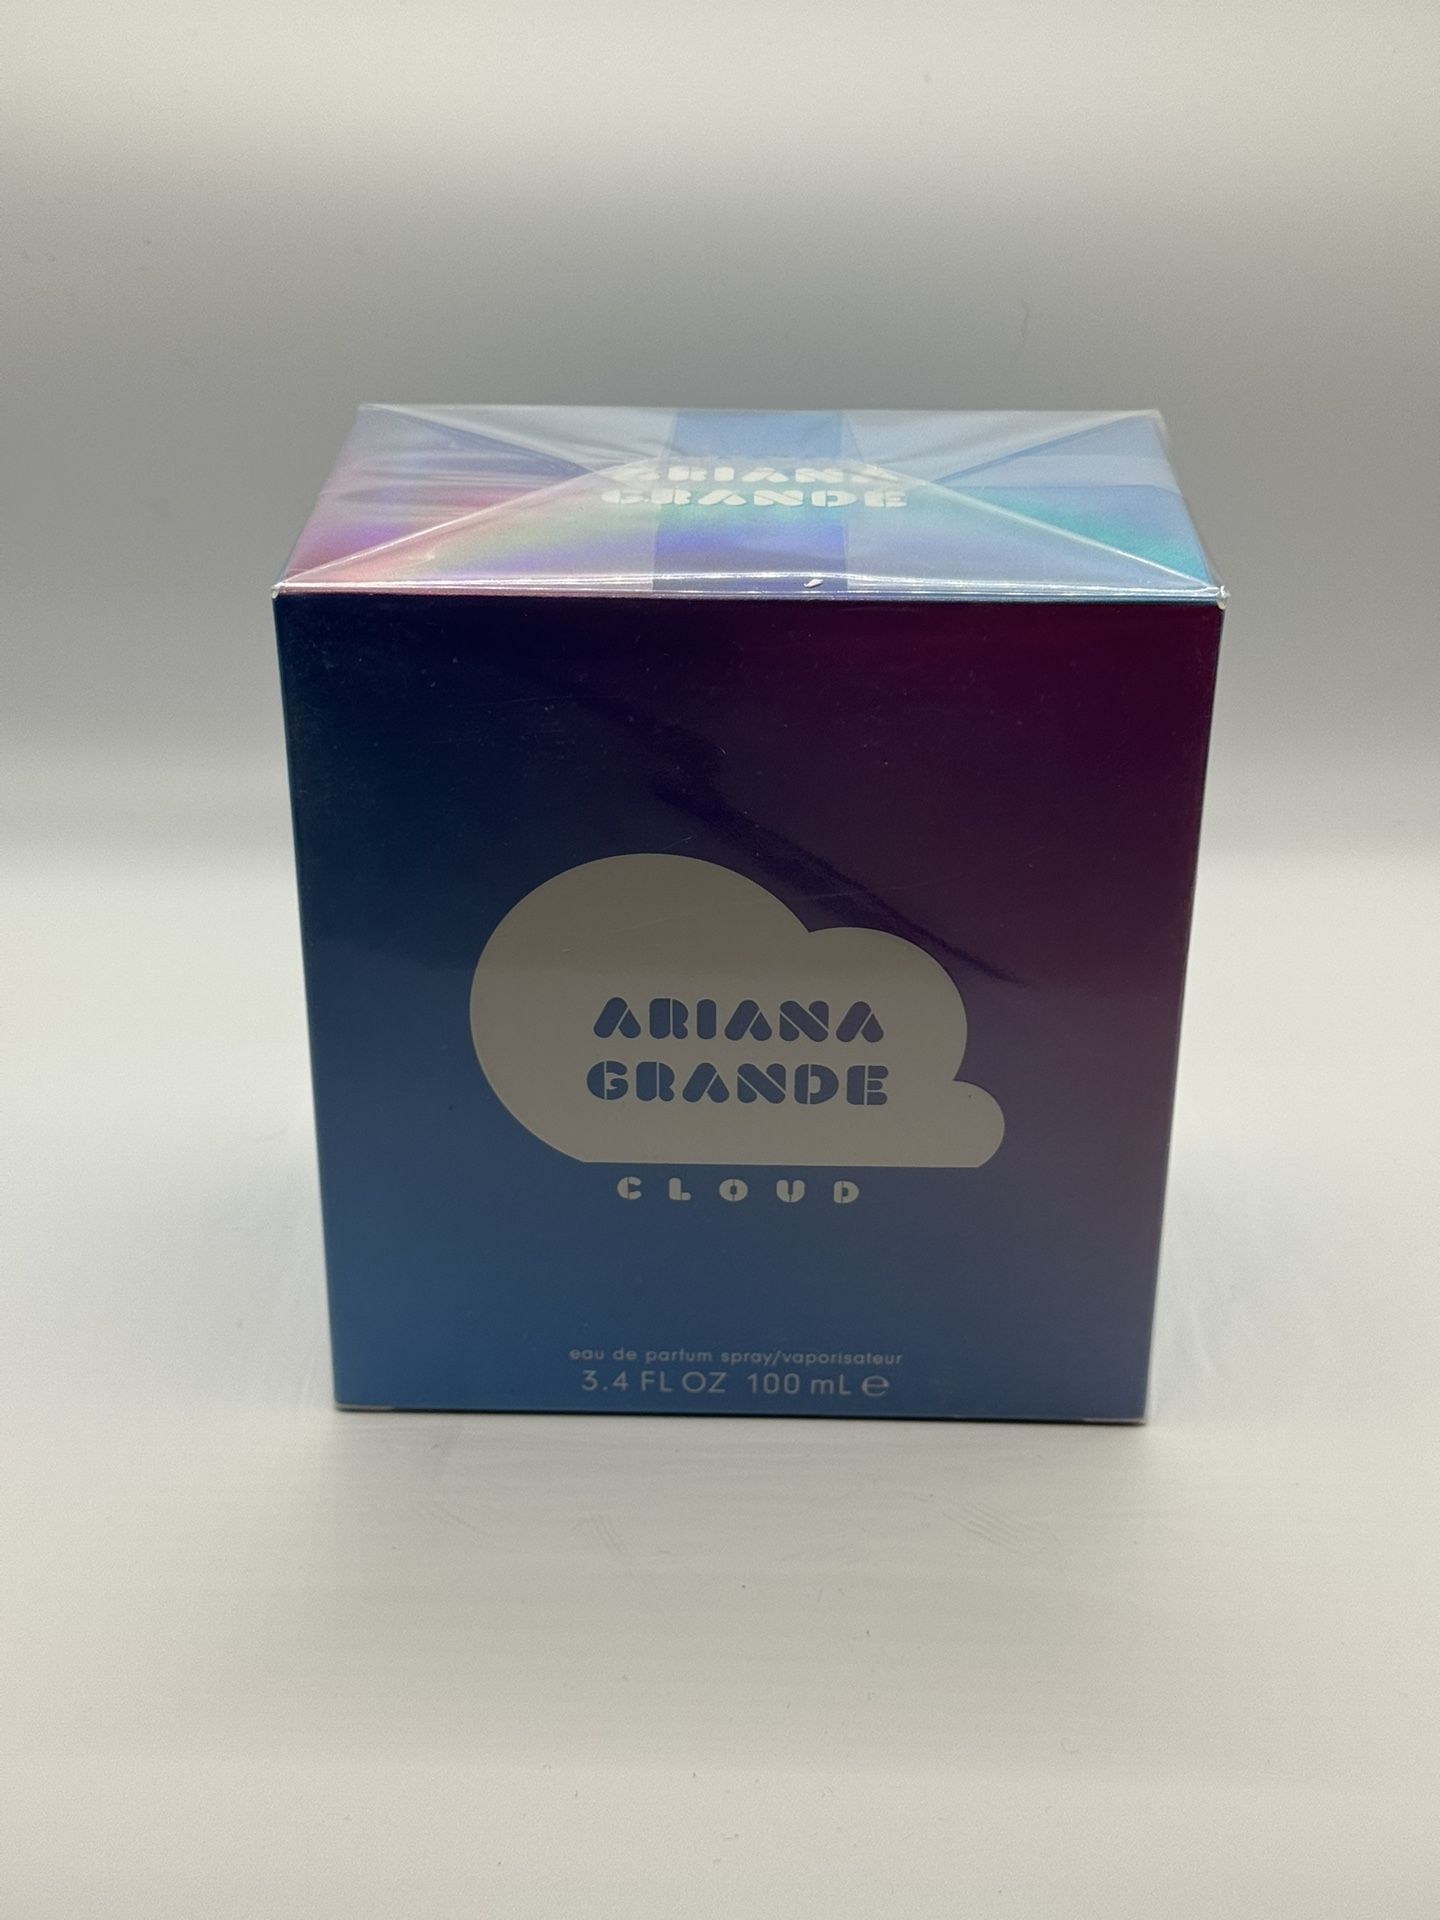 ARIANA
GRANDE
ARIANA
GRANDE
CLOUD
eau de parfum spray/vaporisateur
3.4 FL OZ 100 mL ℮